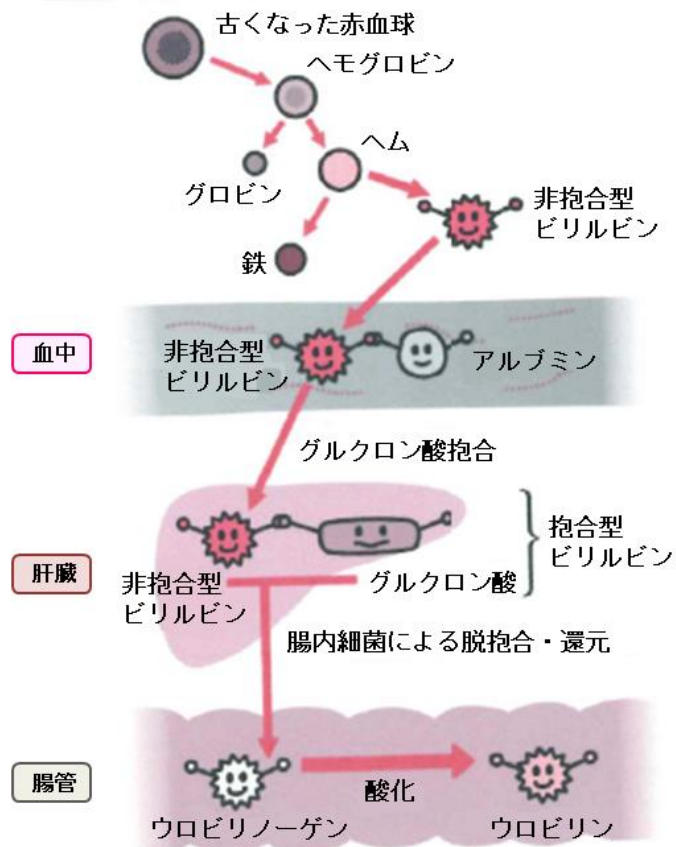 古くなった赤血球
ヘモグロビン
ヘム
グロビン
非抱合型
ビリルビン
鉄
血中
非抱合型
ビリルビン
アルブミン
グルクロン酸抱合
抱合型
ビリルビン
肝臓
非抱合型
ビリルビン
グルクロン酸
腸内細菌による脱抱合・還元
腸管
酸化
ウロビリノーゲン
ウロビリン